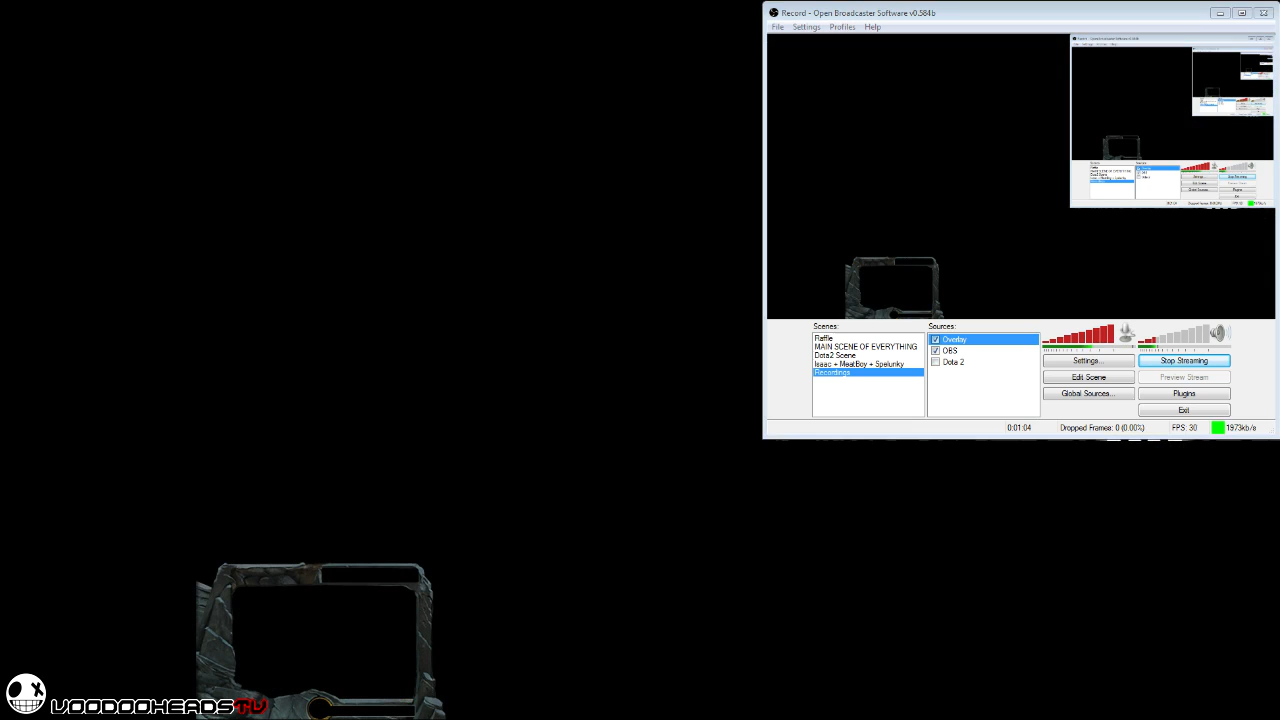 Record - Open Broadcaster Software v0.584b
File Settings Profiles Help
Scenes:
Raffle
MAIN SCENE OF EVERYTHING
Dota2 Scene
Isaac + MeatBoy + Spelunky
Recordings
Sources:
Overlay
OBS
Dota 2
Settings...
Stop Streaming
Edit Scene
Preview Stream
Global Sources...
Plugins
Exit
0:01:04 Dropped Frames: 0 (0.00%) FPS: 30 1973kb/s
VOODOOHEADSTV